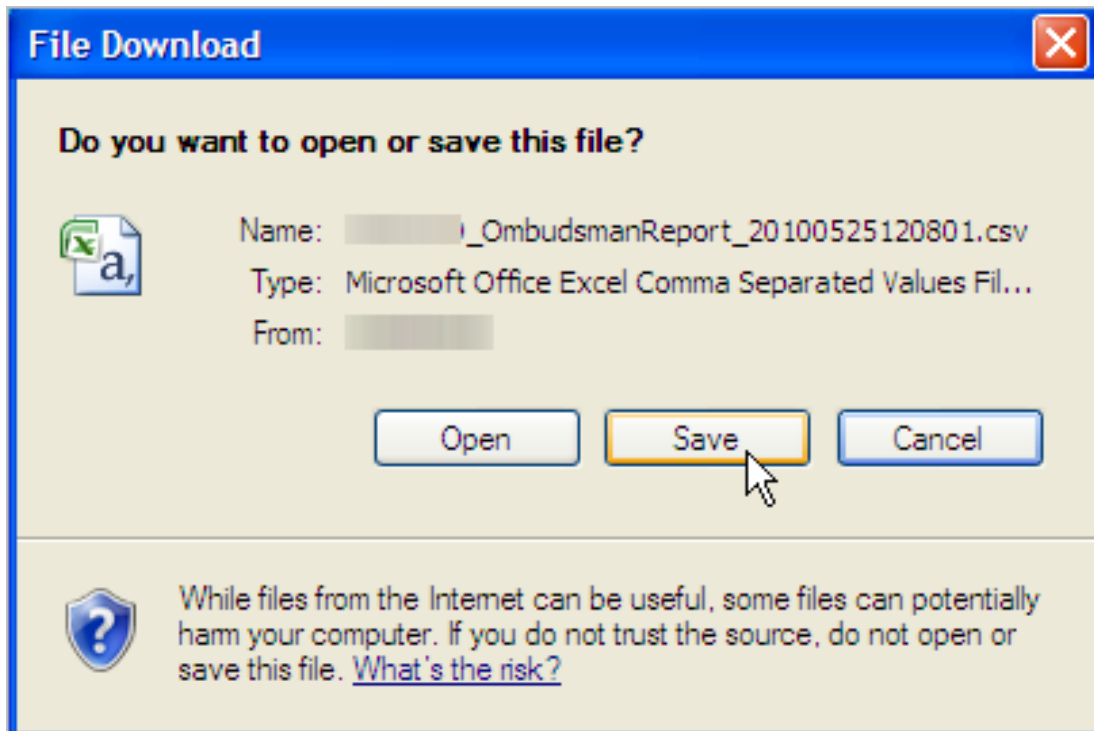 File Download
Do you want to open or save this file?
Name: _OmbudsmanReport_20100525120801.csv
Type: Microsoft Office Excel Comma Separated Values Fil...
From:
Open Save Cancel
While files from the Internet can be useful, some files can potentially
harm your computer. If you do not trust the source, do not open or
save this file. What's the risk?